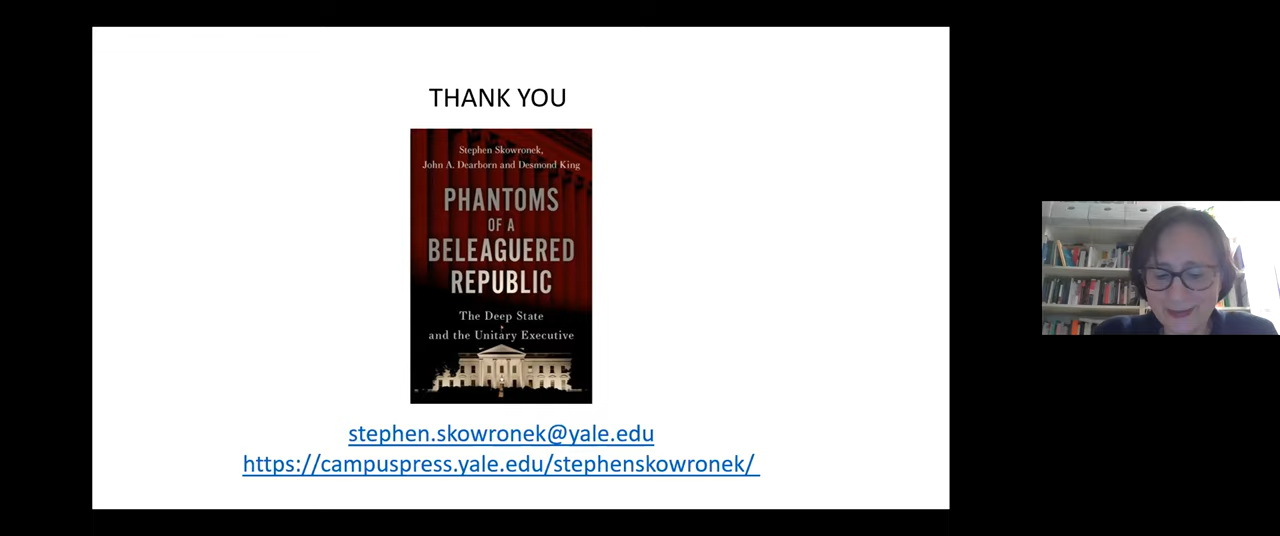 THANK YOU
Stephen Skowronek,
John A. Dearborn and Desmond King
PHANTOMS
OF A
BELEAGUERED
REPUBLIC
The Deep State
and the Unitary Executive
stephen.skowronek@yale.edu
https://campuspress.yale.edu/stephenskowronek/